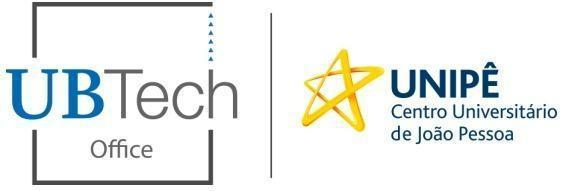 UBTech
Office
UNIPÊ
Centro Universitário
de João Pessoa